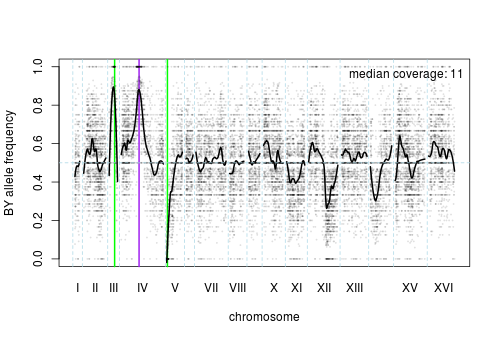 median coverage: 11
BY allele frequency
1.0
0.8
0.6
0.4
0.2
0.0
I II III IV V VII VIII X XI XII XIII XV XVI
chromosome